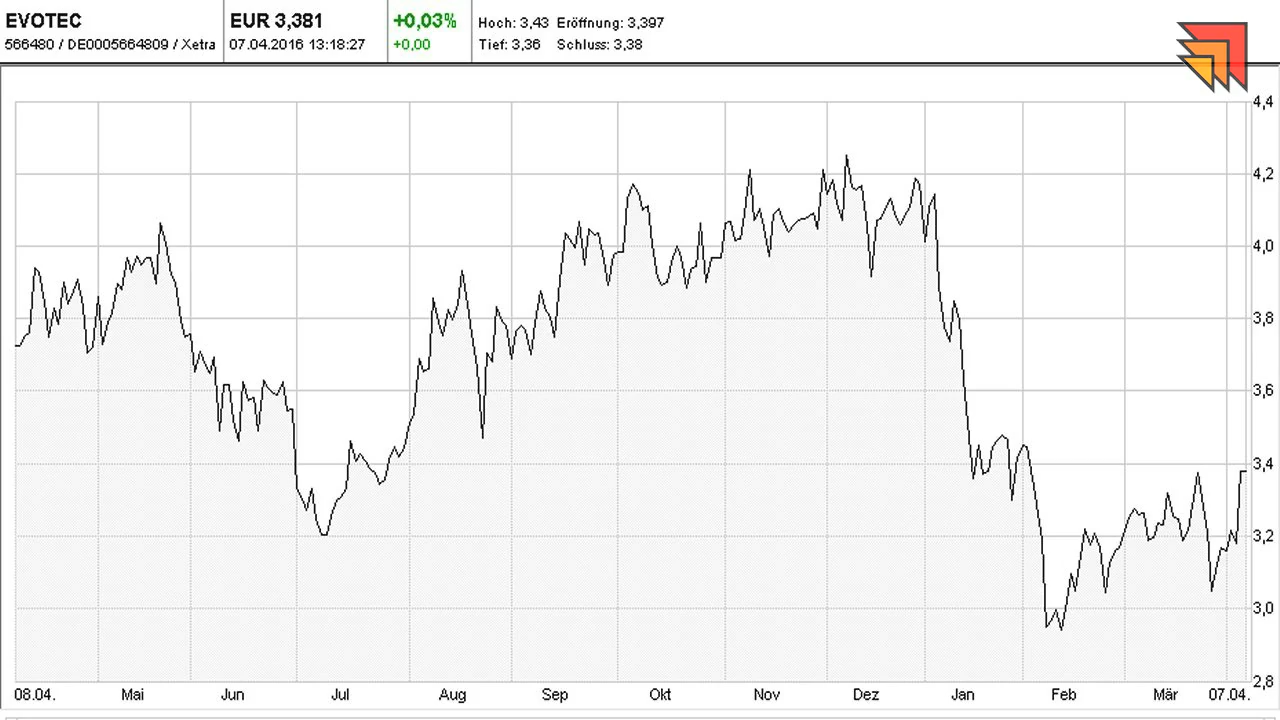 EVOTEC
566480 / DE0005664809 / Xetra
EUR 3,381
07.04.2016 13:18:27
+0,03%
+0,00
Hoch: 3,43 Eröffnung: 3,397
Tief: 3,36 Schluss: 3,38
4,4
4,2
4,0
3,8
3,6
3,4
3,2
3,0
2,8
08.04. Mai Jun Jul Aug Sep Okt Nov Dez Jan Feb Mär 07.04.